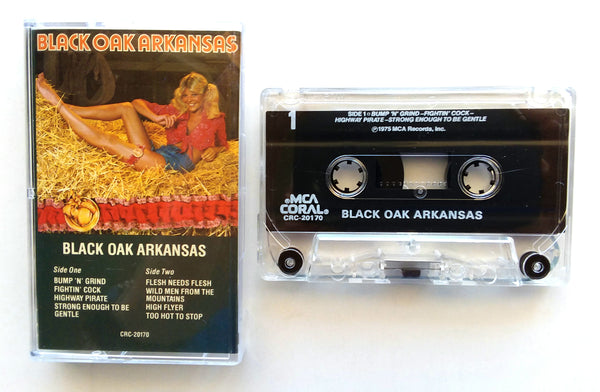 BLACK OAK ARKANSAS
BLACK OAK ARKANSAS
Side One
BUMP 'N' GRIND
FIGHTIN' COCK
HIGHWAY PIRATE
STRONG ENOUGH TO BE
GENTLE
Side Two
FLESH NEEDS FLESH
WILD MEN FROM THE
MOUNTAINS
HIGH FLYER
TOO HOT TO STOP
CRC-20170
1
SIDE 1 BUMP 'N' GRIND –FIGHTIN' COCK –
HIGHWAY PIRATE –STRONG ENOUGH TO BE GENTLE
℗1975 MCA Records, Inc.
MCA
CORAL
CRC-20170
BLACK OAK ARKANSAS